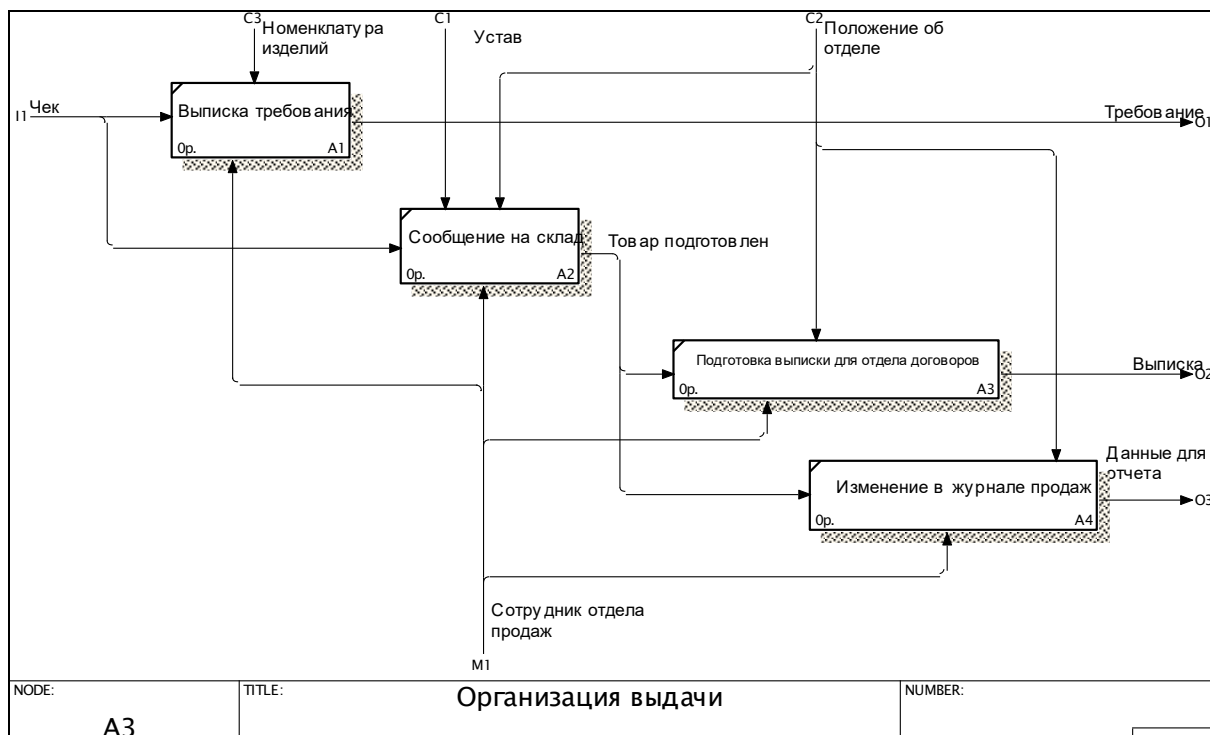 C3
C1
C2
Номенклатура
изделий
Устав
Положение об
отделе
I1
Чек
Выписка требования
0р.
A1
Требование
O1
Сообщение на склад
0р.
A2
Товар подготовлен
Подготовка выписки для отдела договоров
0р.
A3
Выписка
O2
Данные для
отчета
Изменение в журнале продаж
0р.
A4
O3
Сотрудник отдела
продаж
M1
NODE:
TITLE:
Организация выдачи
NUMBER:
A3